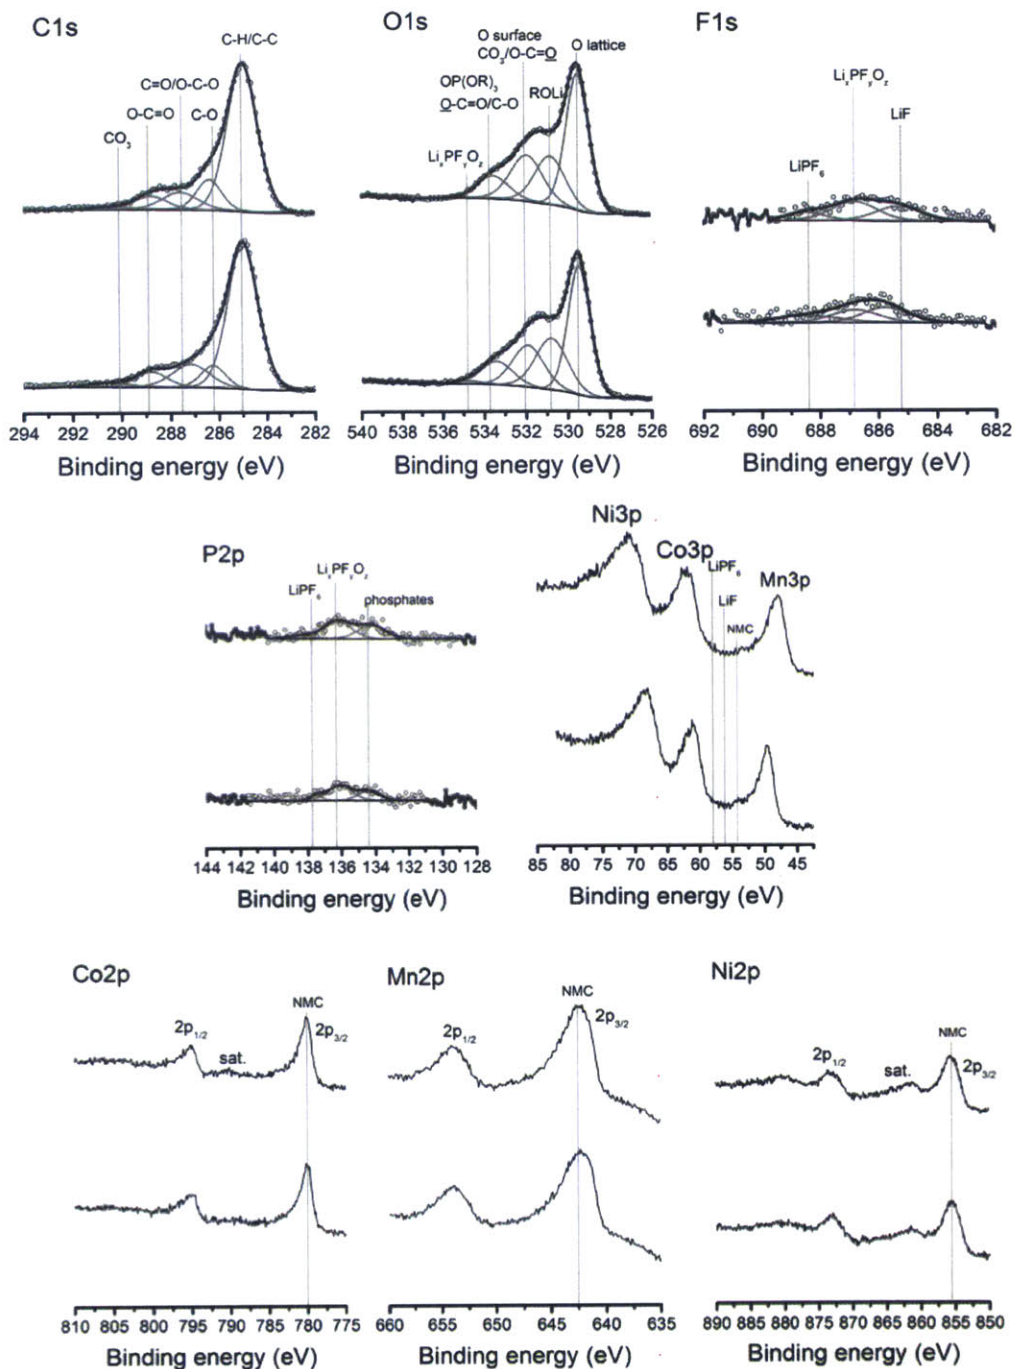 C1s
C-H/C-C
C=O/O-C-O
O-C=O
C-O
CO₃
294 292 290 288 286 284 282
Binding energy (eV)
O1s
O surface
CO₃/O-C=O
O lattice
OP(OR)₃
O-C=O/C-O
ROLi
LiₓPFᵧO_z
540 538 536 534 532 530 528 526
Binding energy (eV)
F1s
LiₓPFᵧO_z
LiF
LiPF₆
692 690 688 686 684 682
Binding energy (eV)
P2p
LiₓPFᵧO_z
LiPF₆
phosphates
144 142 140 138 136 134 132 130 128
Binding energy (eV)
Ni3p
Co3p
LiPF₆
Mn3p
LiF
NMC
85 80 75 70 65 60 55 50 45
Binding energy (eV)
Co2p
NMC
2p₁/₂
2p₃/₂
sat.
810 805 800 795 790 785 780 775
Binding energy (eV)
Mn2p
NMC
2p₃/₂
2p₁/₂
660 655 650 645 640 635
Binding energy (eV)
Ni2p
NMC
2p₁/₂
sat.
2p₃/₂
890 885 880 875 870 865 860 855 850
Binding energy (eV)